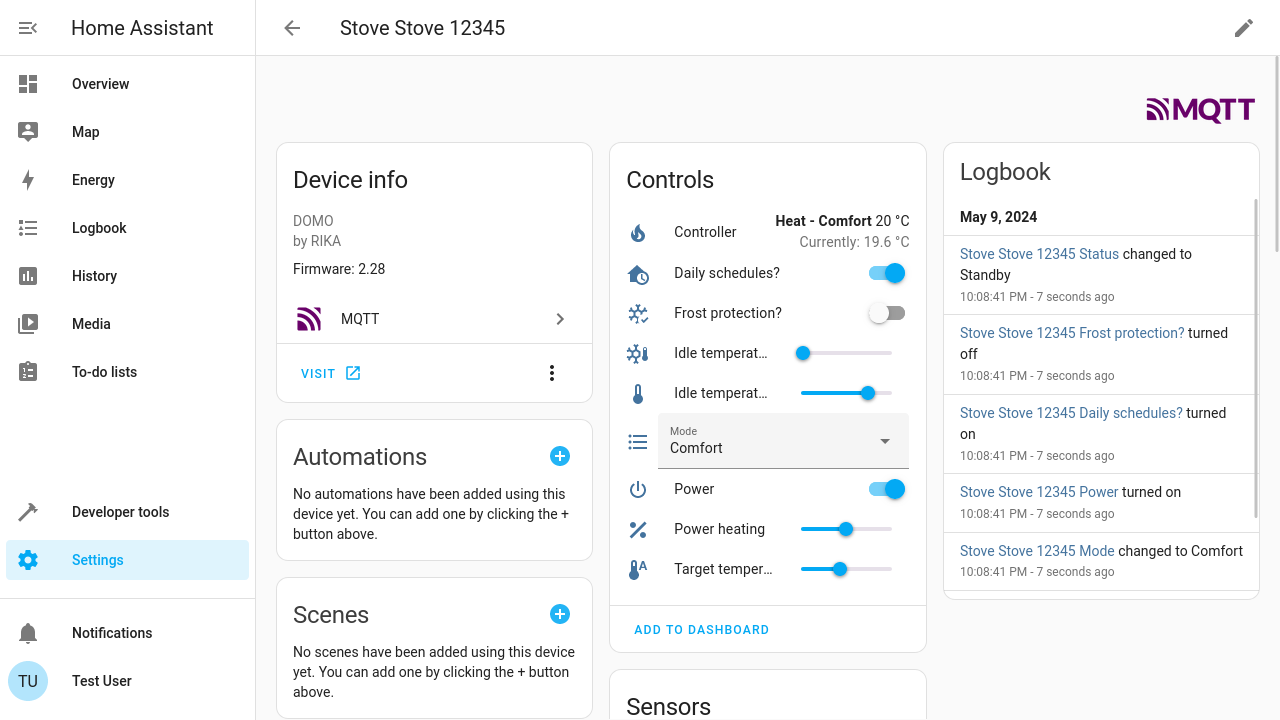 Home Assistant
Stove Stove 12345
Overview
Map
Energy
Logbook
History
Media
To-do lists
Developer tools
Settings
Notifications
TU
Test User
MQTT
Device info
DOMO
by RIKA
Firmware: 2.28
MQTT
VISIT
Automations
No automations have been added using this
device yet. You can add one by clicking the +
button above.
Scenes
No scenes have been added using this device
yet. You can add one by clicking the + button
above.
Controls
Controller
Heat - Comfort 20 °C
Currently: 19.6 °C
Daily schedules?
Frost protection?
Idle temperat…
Idle temperat…
Mode
Comfort
Power
Power heating
Target temper…
ADD TO DASHBOARD
Sensors
Logbook
May 9, 2024
Stove Stove 12345 Status changed to
Standby
10:08:41 PM - 7 seconds ago
Stove Stove 12345 Frost protection? turned
off
10:08:41 PM - 7 seconds ago
Stove Stove 12345 Daily schedules? turned
on
10:08:41 PM - 7 seconds ago
Stove Stove 12345 Power turned on
10:08:41 PM - 7 seconds ago
Stove Stove 12345 Mode changed to Comfort
10:08:41 PM - 7 seconds ago